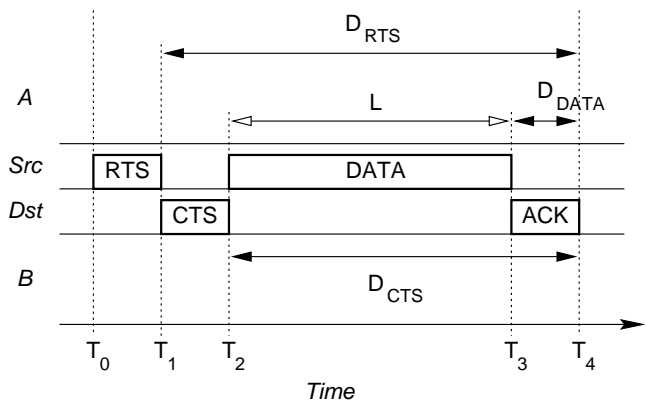 D_RTS
A
L D_DATA
Src RTS DATA
Dst CTS ACK
B D_CTS
T_0 T_1 T_2 T_3 T_4
Time